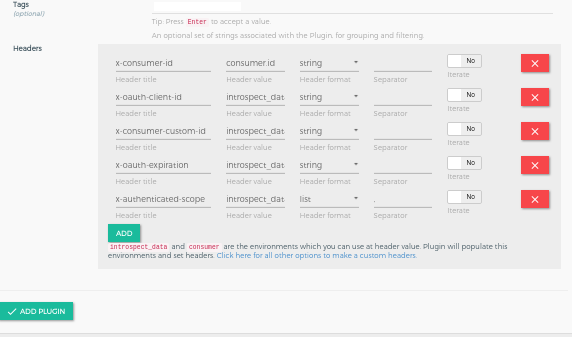 Tags
(optional)
Tip: Press Enter to accept a value
An optional set of strings associated with the Plugin, for grouping and filtering.
Headers
x-consumer-id consumer.id string No
Header title Header value Header format Separator Iterate
x-oauth-client-id introspect_dat string No
Header title Header value Header format Separator Iterate
x-consumer-custom-id introspect_dat string No
Header title Header value Header format Separator Iterate
x-oauth-expiration introspect_dat string No
Header title Header value Header format Separator Iterate
x-authenticated-scope introspect_dat list , No
Header title Header value Header format Separator Iterate
ADD
introspect_data and consumer are the environments which you can use at header value. Plugin will populate this
environments and set headers. Click here for all other options to make a custom headers.
ADD PLUGIN